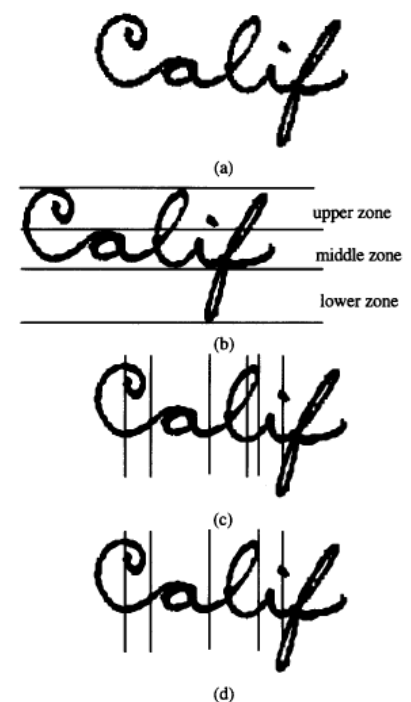 Calif
(a)
upper zone
Calif
middle zone
lower zone
(b)
Calif
(c)
Calif
(d)